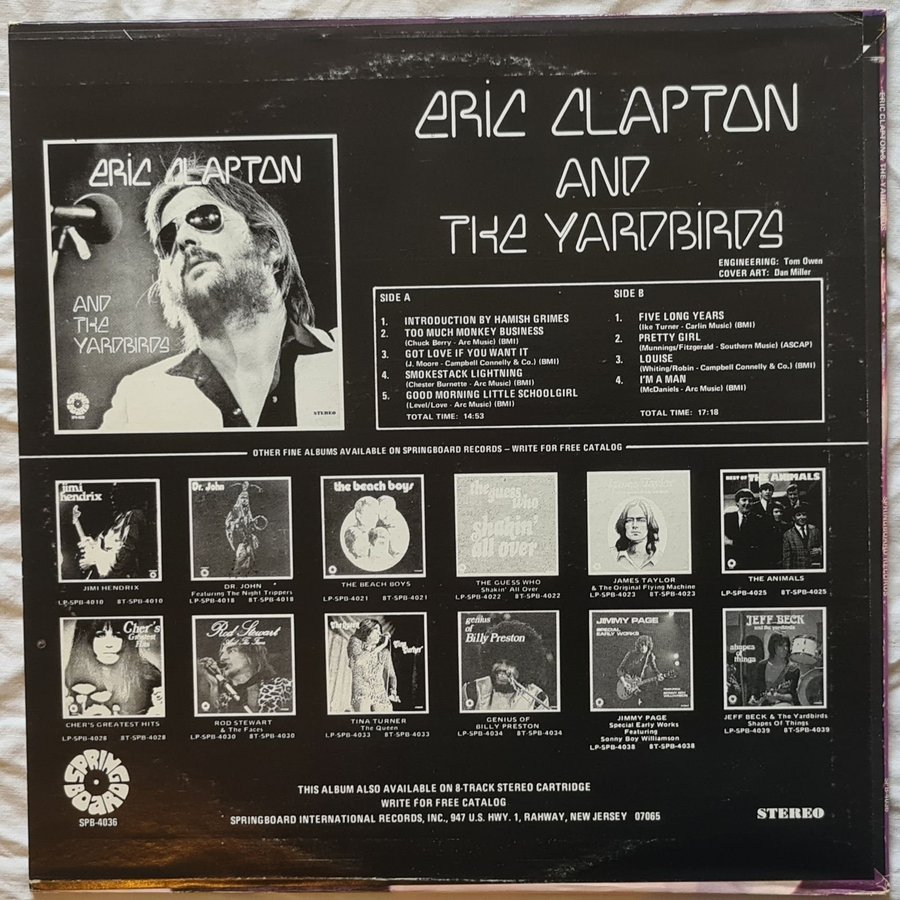 ERIC CLAPTON
AND
THE YARDBIRDS
ENGINEERING: Tom Owen
COVER ART: Dan Miller
ERIC CLAPTON
AND
THE
YARDBIRDS
STEREO
SIDE A
1. INTRODUCTION BY HAMISH GRIMES
2. TOO MUCH MONKEY BUSINESS
(Chuck Berry - Arc Music) (BMI)
3. GOT LOVE IF YOU WANT IT
(J. Moore - Campbell Connelly & Co.) (BMI)
4. SMOKESTACK LIGHTNING
(Chester Burnette - Arc Music) (BMI)
5. GOOD MORNING LITTLE SCHOOLGIRL
(Level/Love - Arc Music) (BMI)
TOTAL TIME: 14:53
SIDE B
1. FIVE LONG YEARS
(Ike Turner - Carlin Music) (BMI)
2. PRETTY GIRL
(Munnings/Fitzgerald - Southern Music) (ASCAP)
3. LOUISE
(Whiting/Robin - Campbell Connelly & Co.) (BMI)
4. I'M A MAN
(McDaniels - Arc Music) (BMI)
TOTAL TIME: 17:18
OTHER FINE ALBUMS AVAILABLE ON SPRINGBOARD RECORDS – WRITE FOR FREE CATALOG
jimi
hendrix
JIMI HENDRIX
LP-SPB-4010 8T-SPB-4010
Dr. John
DR. JOHN
Featuring The Night Trippers
LP-SPB-4018 8T-SPB-4018
the beach boys
THE BEACH BOYS
LP-SPB-4021 8T-SPB-4021
the guess who
shakin'
all over
THE GUESS WHO
Shakin' All Over
LP-SPB-4022 8T-SPB-4022
JAMES TAYLOR
& The Original Flying Machine
LP-SPB-4023 8T-SPB-4023
BEST OF THE ANIMALS
THE ANIMALS
LP-SPB-4025 8T-SPB-4025
Cher's
Greatest
Hits
CHER'S GREATEST HITS
LP-SPB-4028 8T-SPB-4028
Rod Stewart
And The Faces
ROD STEWART
& The Faces
LP-SPB-4030 8T-SPB-4030
The Queen
Tina Turner
TINA TURNER
The Queen
LP-SPB-4033 8T-SPB-4033
genius
of
Billy Preston
GENIUS OF
BILLY PRESTON
LP-SPB-4034 8T-SPB-4034
JIMMY PAGE
SPECIAL
EARLY WORKS
JIMMY PAGE
Special Early Works
Featuring
Sonny Boy Williamson
LP-SPB-4038 8T-SPB-4038
JEFF BECK
and the yardbirds
shapes
of
things
JEFF BECK & The Yardbirds
Shapes Of Things
LP-SPB-4039 8T-SPB-4039
SPRING
BOARD
SPB-4036
THIS ALBUM ALSO AVAILABLE ON 8-TRACK STEREO CARTRIDGE
WRITE FOR FREE CATALOG
SPRINGBOARD INTERNATIONAL RECORDS, INC., 947 U.S. HWY. 1, RAHWAY, NEW JERSEY 07065
STEREO
ERIC CLAPTON & THE YARDBIRDS
SPRINGBOARD RECORDS
SPB-4036